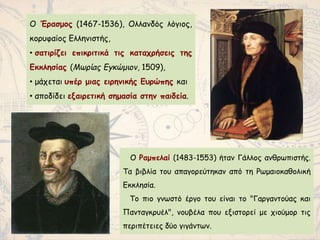 Ο Έρασμος (1467-1536), Ολλανδός λόγιος,
κορυφαίος Ελληνιστής,
• σατιρίζει επικριτικά τις καταχρήσεις της
Εκκλησίας (Μωρίας Εγκώμιον, 1509),
• μάχεται υπέρ μιας ειρηνικής Ευρώπης και
• αποδίδει εξαιρετική σημασία στην παιδεία.
Ο Ραμπελαί (1483-1553) ήταν Γάλλος ανθρωπιστής.
Τα βιβλία του απαγορεύτηκαν από τη Ρωμαιοκαθολική
Εκκλησία.
Το πιο γνωστό έργο του είναι το "Γαργαντούας και
Πανταγκρυέλ", νουβέλα που εξιστορεί με χιούμορ τις
περιπέτειες δύο γιγάντων.